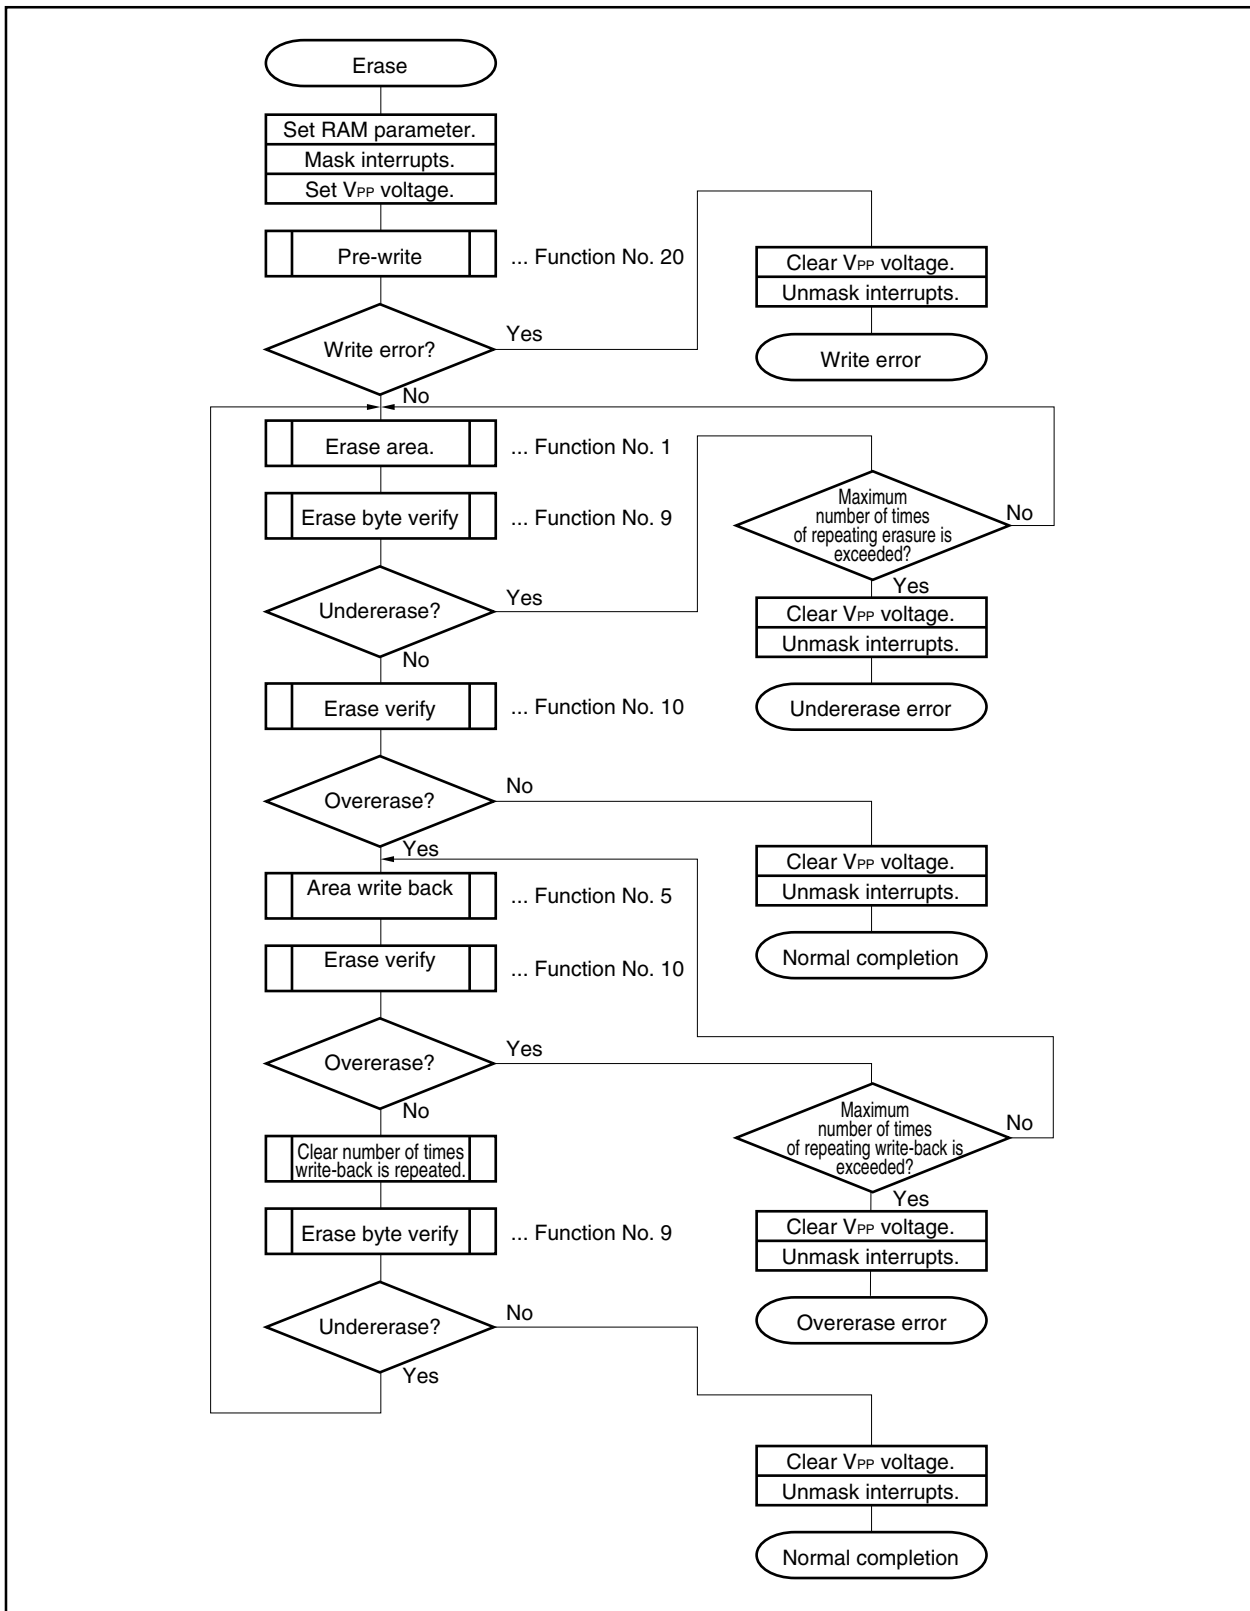 Erase
Set RAM parameter.
Mask interrupts.
Set VPP voltage.
Pre-write
... Function No. 20
Write error?
Yes
No
Clear VPP voltage.
Unmask interrupts.
Write error
Erase area.
... Function No. 1
Erase byte verify
... Function No. 9
Undererase?
Yes
No
Maximum
number of times
of repeating erasure is
exceeded?
No
Yes
Clear VPP voltage.
Unmask interrupts.
Undererase error
Erase verify
... Function No. 10
Overerase?
No
Yes
Clear VPP voltage.
Unmask interrupts.
Normal completion
Area write back
... Function No. 5
Erase verify
... Function No. 10
Overerase?
Yes
No
Maximum
number of times
of repeating write-back is
exceeded?
No
Yes
Clear VPP voltage.
Unmask interrupts.
Overerase error
Clear number of times
write-back is repeated.
Erase byte verify
... Function No. 9
Undererase?
No
Yes
Clear VPP voltage.
Unmask interrupts.
Normal completion